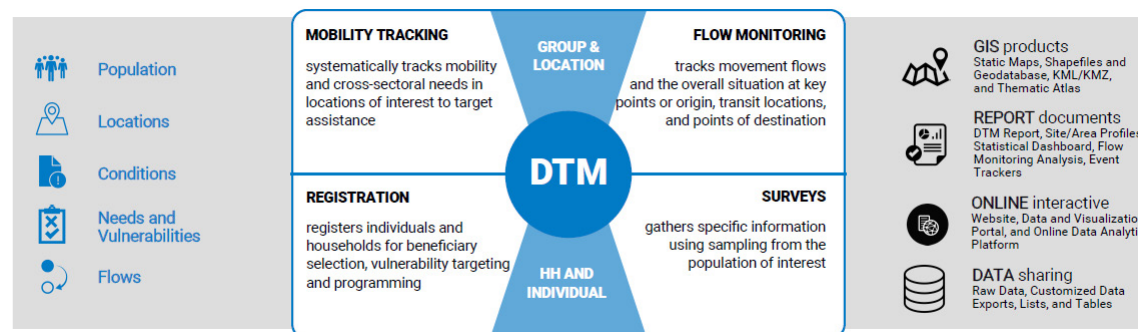 Population
Locations
Conditions
Needs and
Vulnerabilities
Flows
MOBILITY TRACKING
systematically tracks mobility
and cross-sectoral needs in
locations of interest to target
assistance
GROUP &
LOCATION
FLOW MONITORING
tracks movement flows
and the overall situation at key
points or origin, transit locations,
and points of destination
DTM
REGISTRATION
registers individuals and
households for beneficiary
selection, vulnerability targeting
and programming
HH AND
INDIVIDUAL
SURVEYS
gathers specific information
using sampling from the
population of interest
GIS products
Static Maps, Shapefiles and
Geodatabase, KML/KMZ,
and Thematic Atlas
REPORT documents
DTM Report, Site/Area Profiles
Statistical Dashboard, Flow
Monitoring Analysis, Event
Trackers
ONLINE interactive
Website, Data and Visualizatio
Portal, and Online Data Analyti
Platform
DATA sharing
Raw Data, Customized Data
Exports, Lists, and Tables